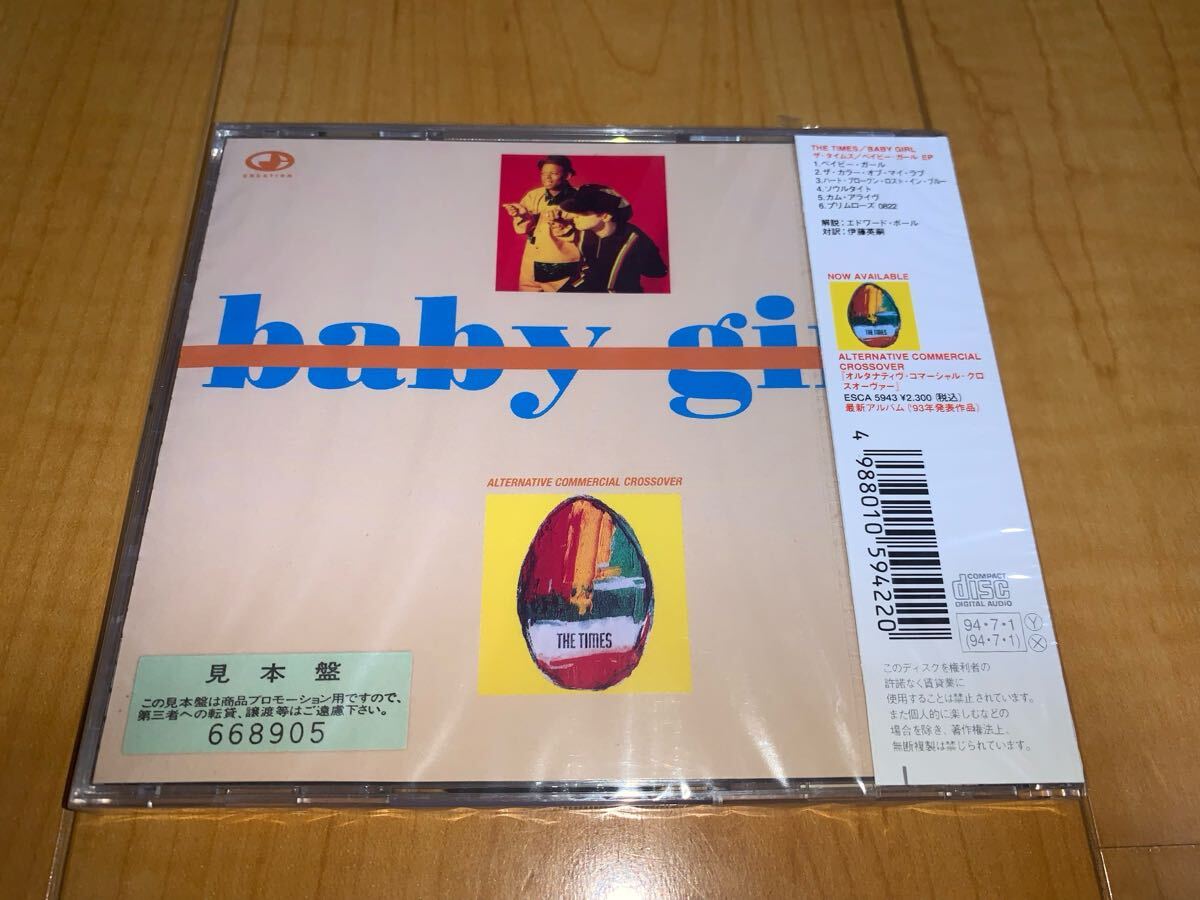 CREATION
baby gi
ALTERNATIVE COMMERCIAL CROSSOVER
THE TIMES
見本盤
この見本盤は商品プロモーション用ですので、
第三者への転貸、譲渡等はご遠慮下さい。
668905
THE TIMES／BABY GIRL
ザ・タイムス／ベイビー・ガール EP
1.ベイビー・ガール
2.ザ・カラー・オブ・マイ・ラブ
3.ハート・ブロークン・ロスト・イン・ブルー
4.ソウルタイト
5.カム・アライヴ
6.プリムローズ 0822
解説：エドワード・ボール
対訳：伊藤英嗣
NOW AVAILABLE
THE TIMES
ALTERNATIVE COMMERCIAL
CROSSOVER
『オルタナティヴ・コマーシャル・クロ
スオーヴァー』
ESCA 5943 ¥2.300 (税込)
最新アルバム ('93年発表作品)
4 988010 594220
COMPACT
disc
DIGITAL AUDIO
94・7・1
(94・7・1)
Y
X
このディスクを権利者の
許諾なく賃貸業に
使用することは禁止されています。
また個人的に楽しむなどの
場合を除き、著作権法上、
無断複製は禁じられています。